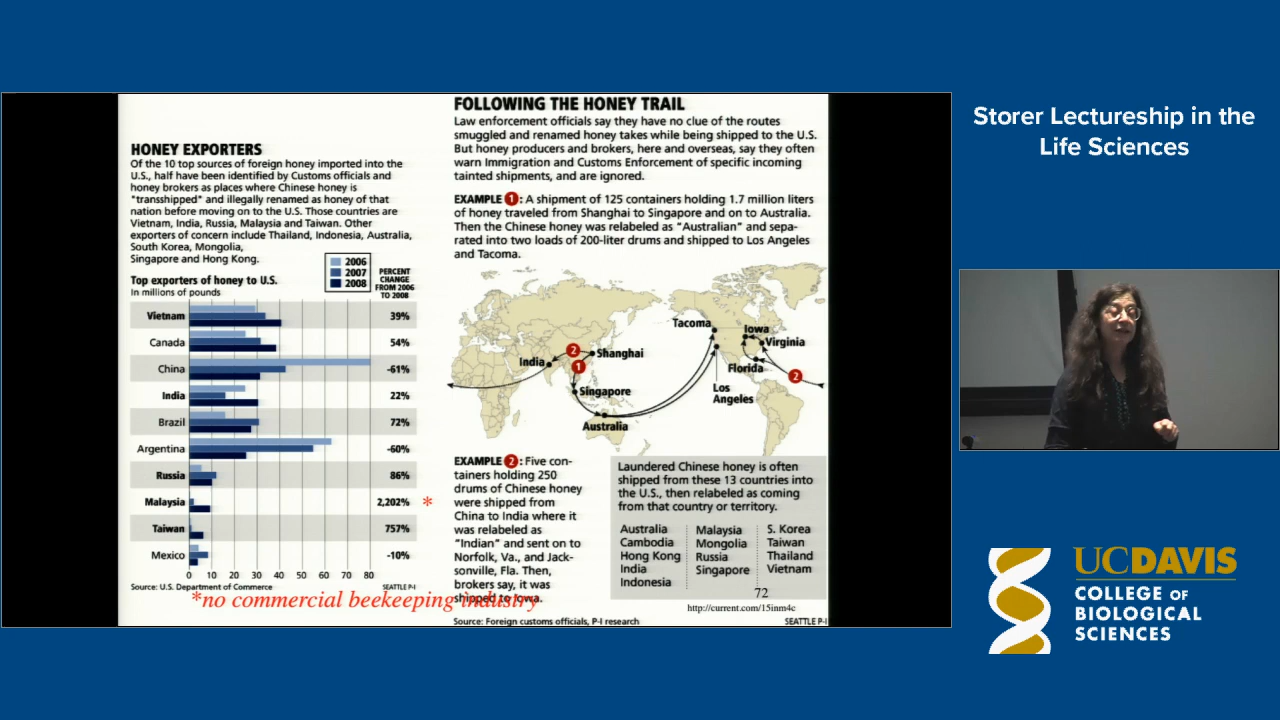 HONEY EXPORTERS
Of the 10 top sources of foreign honey imported into the
U.S., half have been identified by Customs officials and
honey brokers as places where Chinese honey is
"transshipped" and illegally renamed as honey of that
nation before moving on to the U.S. Those countries are
Vietnam, India, Russia, Malaysia and Taiwan. Other
exporters of concern include Thailand, Indonesia, Australia,
South Korea, Mongolia,
Singapore and Hong Kong.
Top exporters of honey to U.S.
In millions of pounds
2006
2007
2008
PERCENT
CHANGE
FROM 2006
TO 2008
Vietnam 39%
Canada 54%
China -61%
India 22%
Brazil 72%
Argentina -60%
Russia 86%
Malaysia 2,202% *
Taiwan 757%
Mexico -10%
0 10 20 30 40 50 60 70 80
Source: U.S. Department of Commerce SEATTLE P-I
*no commercial beekeeping industry
FOLLOWING THE HONEY TRAIL
Law enforcement officials say they have no clue of the routes
smuggled and renamed honey takes while being shipped to the U.S.
But honey producers and brokers, here and overseas, say they often
warn Immigration and Customs Enforcement of specific incoming
tainted shipments, and are ignored.
EXAMPLE 1: A shipment of 125 containers holding 1.7 million liters
of honey traveled from Shanghai to Singapore and on to Australia.
Then the Chinese honey was relabeled as "Australian" and sepa-
rated into two loads of 200-liter drums and shipped to Los Angeles
and Tacoma.
Tacoma
Iowa
Virginia
2
Shanghai
India
1
Florida
2
Singapore
Los
Angeles
Australia
EXAMPLE 2: Five con-
tainers holding 250
drums of Chinese honey
were shipped from
China to India where it
was relabeled as
"Indian" and sent on to
Norfolk, Va., and Jack-
sonville, Fla. Then,
brokers say, it was
shipped to Iowa.
Laundered Chinese honey is often
shipped from these 13 countries into
the U.S., then relabeled as coming
from that country or territory.
Australia
Cambodia
Hong Kong
India
Indonesia
Malaysia
Mongolia
Russia
Singapore
S. Korea
Taiwan
Thailand
Vietnam
72
http://current.com/15inm4c
Source: Foreign customs officials, P-I research SEATTLE P-I
Storer Lectureship in the
Life Sciences
UCDAVIS
COLLEGE OF
BIOLOGICAL
SCIENCES